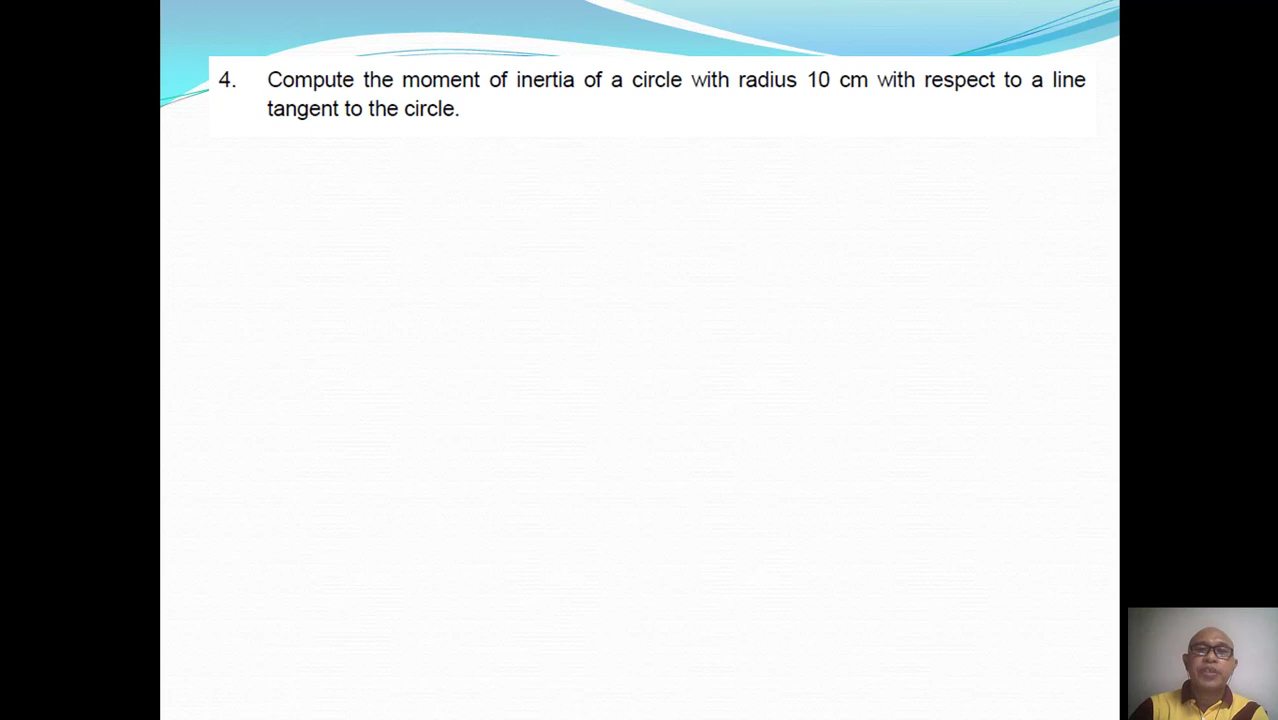 4. Compute the moment of inertia of a circle with radius 10 cm with respect to a line
tangent to the circle.